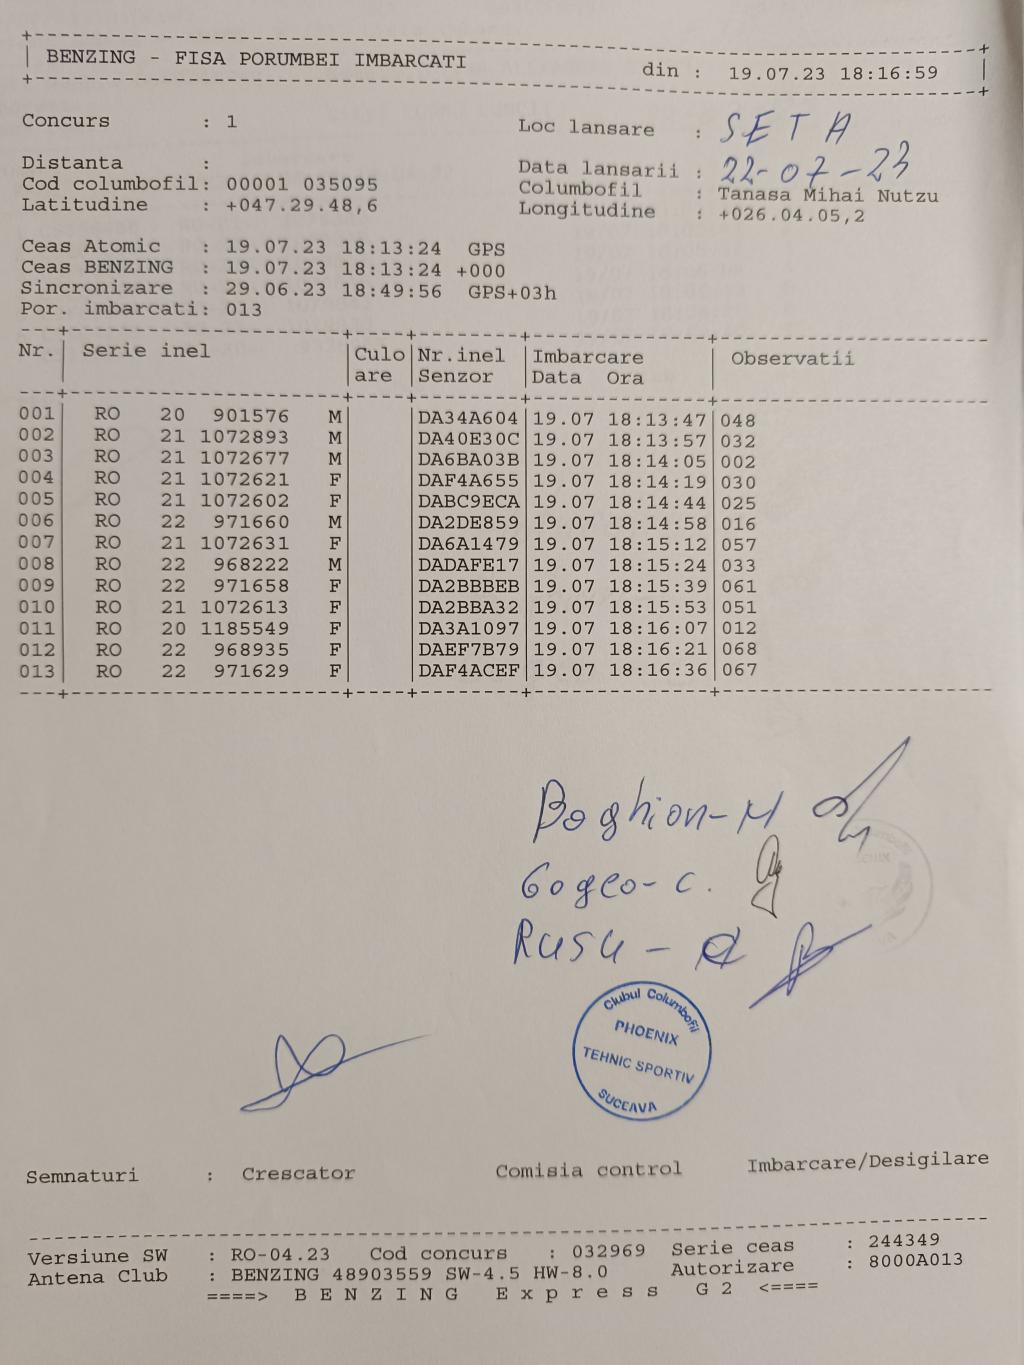 +------------------------------------------------------------+
| BENZING - FISA PORUMBEI IMBARCATI din : 19.07.23 18:16:59 |
+------------------------------------------------------------+
Concurs : 1 Loc lansare : SETA
Distanta : Data lansarii : 22-07-23
Cod columbofil: 00001 035095 Columbofil : Tanasa Mihai Nutzu
Latitudine : +047.29.48,6 Longitudine : +026.04.05,2
Ceas Atomic : 19.07.23 18:13:24 GPS
Ceas BENZING : 19.07.23 18:13:24 +000
Sincronizare : 29.06.23 18:49:56 GPS+03h
Por. imbarcati: 013
---+--------------------+----+--------+-------------+--------------------
Nr.| Serie inel |Culo|Nr.inel |Imbarcare | Observatii
| |are |Senzor |Data Ora |
---+--------------------+----+--------+-------------+--------------------
001| RO 20 901576 M| |DA34A604|19.07 18:13:47|048
002| RO 21 1072893 M| |DA40E30C|19.07 18:13:57|032
003| RO 21 1072677 M| |DA6BA03B|19.07 18:14:05|002
004| RO 21 1072621 F| |DAF4A655|19.07 18:14:19|030
005| RO 21 1072602 F| |DABC9ECA|19.07 18:14:44|025
006| RO 22 971660 M| |DA2DE859|19.07 18:14:58|016
007| RO 21 1072631 F| |DA6A1479|19.07 18:15:12|057
008| RO 22 968222 M| |DADAFE17|19.07 18:15:24|033
009| RO 22 971658 F| |DA2BBBEB|19.07 18:15:39|061
010| RO 21 1072613 F| |DA2BBA32|19.07 18:15:53|051
011| RO 20 1185549 F| |DA3A1097|19.07 18:16:07|012
012| RO 22 968935 F| |DAEF7B79|19.07 18:16:21|068
013| RO 22 971629 F| |DAF4ACEF|19.07 18:16:36|067
---+--------------------+----+--------+-------------+--------------------
Boghion-M
Gogeo-C.
Rusu -
Clubul Columbofil
PHOENIX
TEHNIC SPORTIV
SUCEAVA
Semnaturi : Crescator Comisia control Imbarcare/Desigilare
------------------------------------------------------------
Versiune SW : RO-04.23 Cod concurs : 032969 Serie ceas : 244349
Antena Club : BENZING 48903559 SW-4.5 HW-8.0 Autorizare : 8000A013
====> B E N Z I N G E x p r e s s G 2 <====